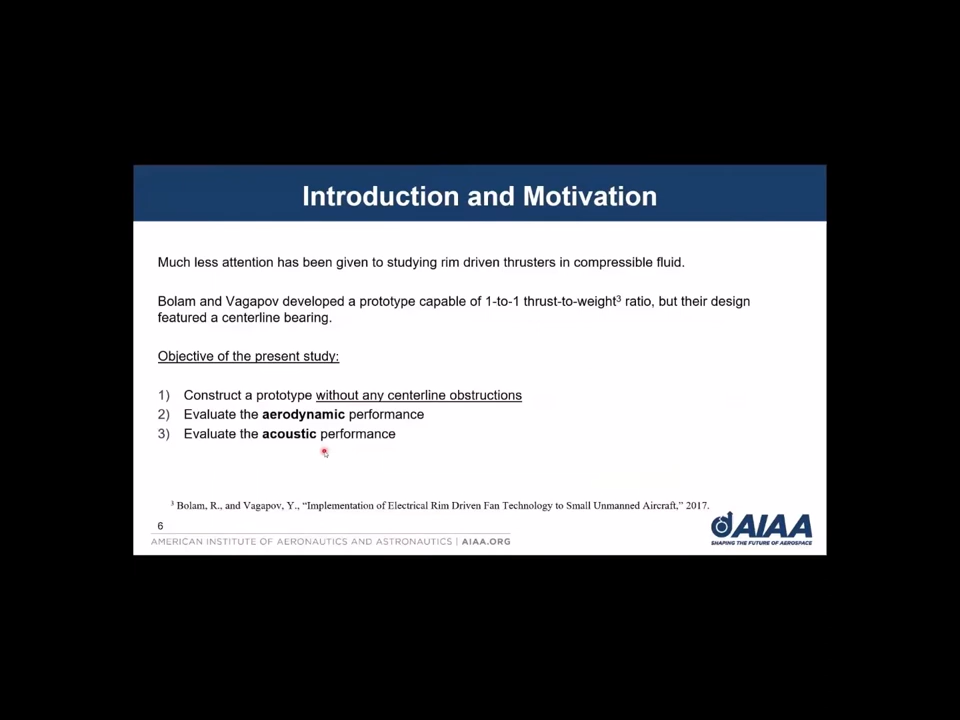 Introduction and Motivation
Much less attention has been given to studying rim driven thrusters in compressible fluid.
Bolam and Vagapov developed a prototype capable of 1-to-1 thrust-to-weight³ ratio, but their design
featured a centerline bearing.
Objective of the present study:
1) Construct a prototype without any centerline obstructions
2) Evaluate the aerodynamic performance
3) Evaluate the acoustic performance
³ Bolam, R., and Vagapov, Y., “Implementation of Electrical Rim Driven Fan Technology to Small Unmanned Aircraft,” 2017.
6
AMERICAN INSTITUTE OF AERONAUTICS AND ASTRONAUTICS | AIAA.ORG
AIAA
SHAPING THE FUTURE OF AEROSPACE